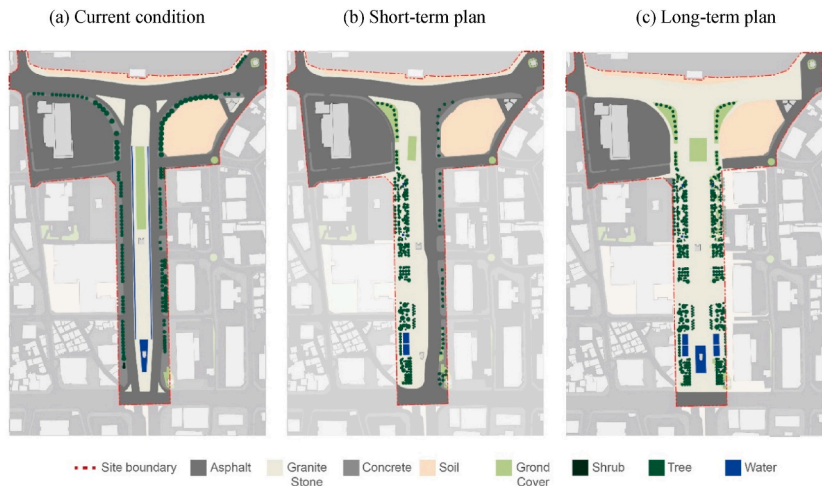 (a) Current condition
(b) Short-term plan
(c) Long-term plan
Site boundary
Asphalt
Granite
Stone
Concrete
Soil
Grond
Cover
Shrub
Tree
Water